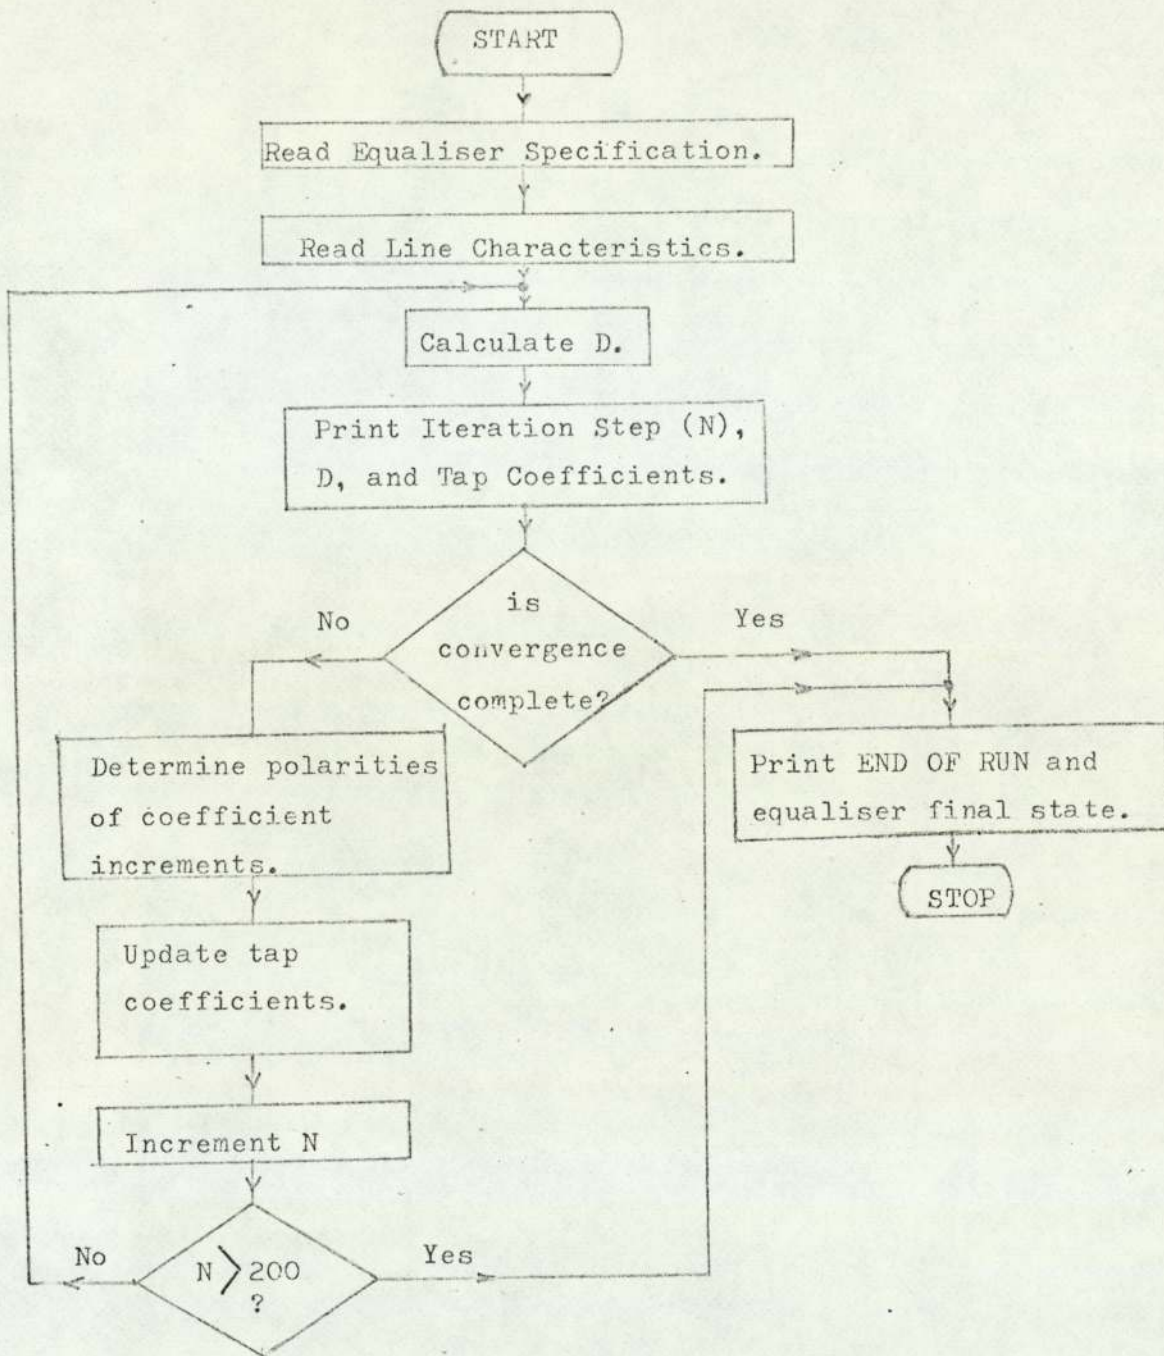 START
Read Equaliser Specification.
Read Line Characteristics.
Calculate D.
Print Iteration Step (N),
D, and Tap Coefficients.
is
convergence
complete?
No
Yes
Determine polarities
of coefficient
increments.
Print END OF RUN and
equaliser final state.
STOP
Update tap
coefficients.
Increment N
N > 200
?
No
Yes